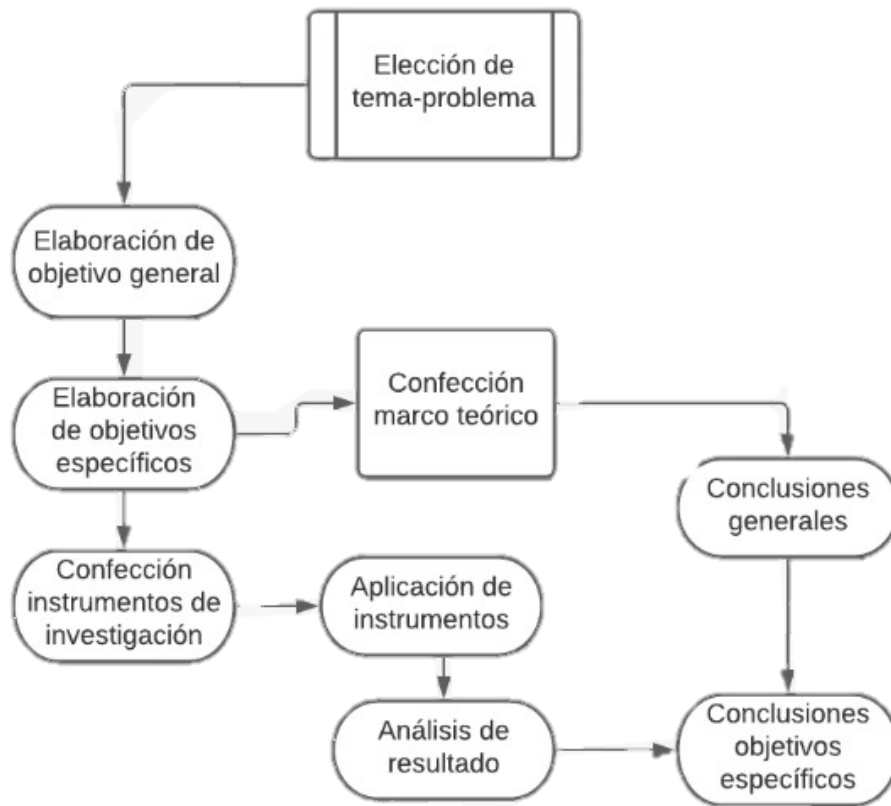 Elección de
tema-problema
Elaboración de
objetivo general
Elaboración
de objetivos
específicos
Confección
marco teórico
Conclusiones
generales
Confección
instrumentos de
investigación
Aplicación de
instrumentos
Análisis de
resultado
Conclusiones
objetivos
específicos